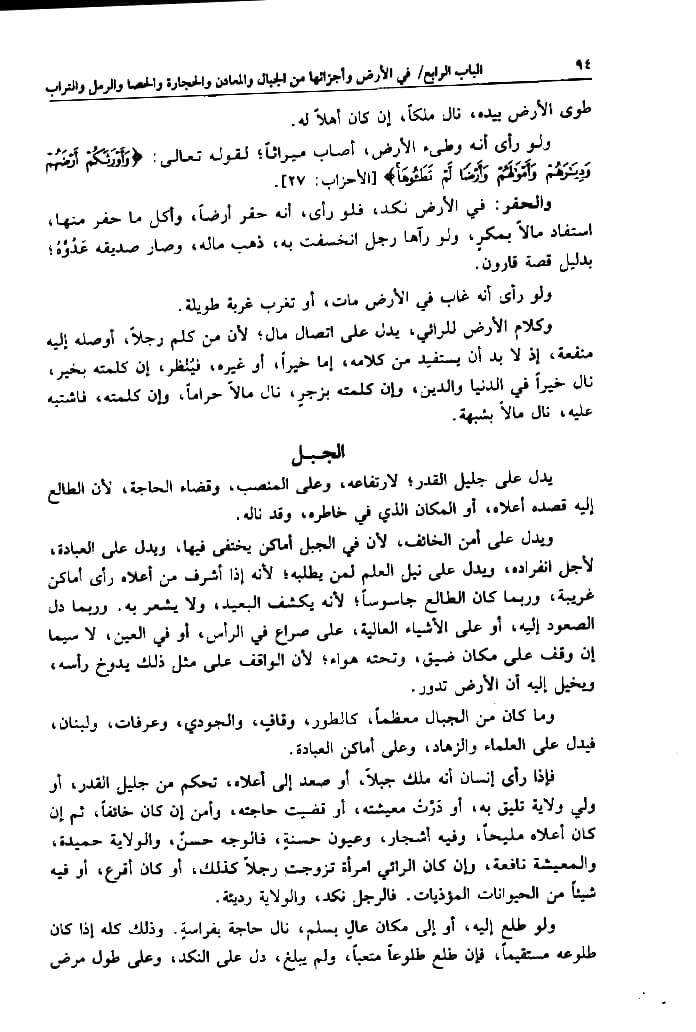 ٩٤
الباب الرابع/ في الأرض وأجزائها من الجبال والمعادن والحجارة والحصا والرمل والتراب
طوى الأرض بيده، نال ملكاً، إن كان أهلاً له.
ولو رأى أنه وطىء الأرض، أصاب ميراثاً؛ لقوله تعالى: ﴿وَأَوْرَثَكُمْ أَرْضَهُمْ
وَدِيَارَهُمْ وَأَمْوَالَهُمْ وَأَرْضًا لَّمْ تَطَئُوهَا﴾ [الأحزاب: ٢٧].
والحفر: في الأرض نكد، فلو رأى، أنه حفر أرضاً، وأكل ما حفر منها،
استفاد مالاً بمكرٍ، ولو رآها رجل انخسفت به، ذهب ماله، وصار صديقه عَدُوَّهُ؛
بدليل قصة قارون.
ولو رأى أنه غاب في الأرض مات، أو تغرب غربة طويلة.
وكلام الأرض للرائي، يدل على اتصال مال؛ لأن من كلم رجلاً، أوصله إليه
منفعة، إذ لا بد أن يستفيد من كلامه، إما خيراً، أو غيره، فيُنظر، إن كلمته بخير،
نال خيراً في الدنيا والدين، وإن كلمته بزجرٍ، نال مالاً حراماً، وإن كلمته، فاشتبه
عليه، نال مالاً بشبهة.
الجبل
يدل على جليل القدر؛ لارتفاعه، وعلى المنصب، وقضاء الحاجة، لأن الطالع
إليه قصده أعلاه، أو المكان الذي في خاطره، وقد ناله.
ويدل على أمن الخائف، لأن في الجبل أماكن يختفى فيها، ويدل على العبادة،
لأجل انفراده، ويدل على نيل العلم لمن يطلبه؛ لأنه إذا أشرف من أعلاه رأى أماكن
غريبة، وربما كان الطالع جاسوساً؛ لأنه يكشف البعيد، ولا يشعر به. وربما دل
الصعود إليه، أو على الأشياء العالية، على صراع في الرأس، أو في العين، لا سيما
إن وقف على مكان ضيق، وتحته هواء؛ لأن الواقف على مثل ذلك يدوخ رأسه،
ويخيل إليه أن الأرض تدور.
وما كان من الجبال معظماً، كالطور، وقافٍ، والجودي، وعرفات، ولبنان،
فيدل على العلماء والزهاد، وعلى أماكن العبادة.
فإذا رأى إنسان أنه ملك جبلاً، أو صعد إلى أعلاه، تحكم من جليل القدر، أو
ولي ولاية تليق به، أو دَرَّتْ معيشته، أو قضيت حاجته، وأمن إن كان خائفاً، ثم إن
كان أعلاه مليحاً، وفيه أشجار، وعيون حسنةٍ، فالوجه حسنٌ، والولاية حميدة،
والمعيشة نافعة، وإن كان الرائي امرأة تزوجت رجلاً كذلك، أو كان أقرع، أو فيه
شيئاً من الحيوانات المؤذيات. فالرجل نكد، والولاية رديئة.
ولو طلع إليه، أو إلى مكان عالٍ بسلم، نال حاجة بفراسةٍ. وذلك كله إذا كان
طلوعه مستقيماً، فإن طلع طلوعاً متعباً، ولم يبلغ، دل على النكد، وعلى طول مرض